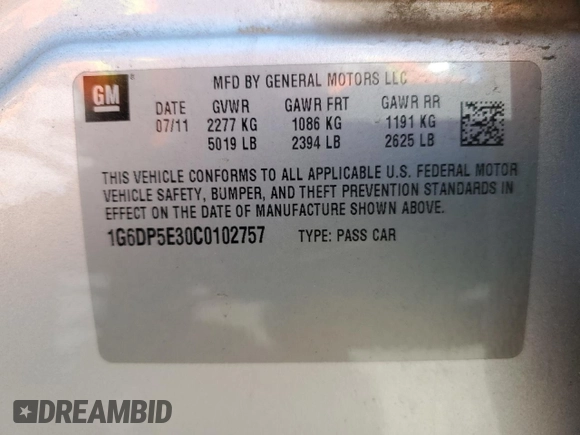 GM
MFD BY GENERAL MOTORS LLC
DATE GVWR GAWR FRT GAWR RR
07/11 2277 KG 1086 KG 1191 KG
5019 LB 2394 LB 2625 LB
THIS VEHICLE CONFORMS TO ALL APPLICABLE U.S. FEDERAL MOTOR
VEHICLE SAFETY, BUMPER, AND THEFT PREVENTION STANDARDS IN
EFFECT ON THE DATE OF MANUFACTURE SHOWN ABOVE.
1G6DP5E30C0102757 TYPE: PASS CAR
DREAMBID